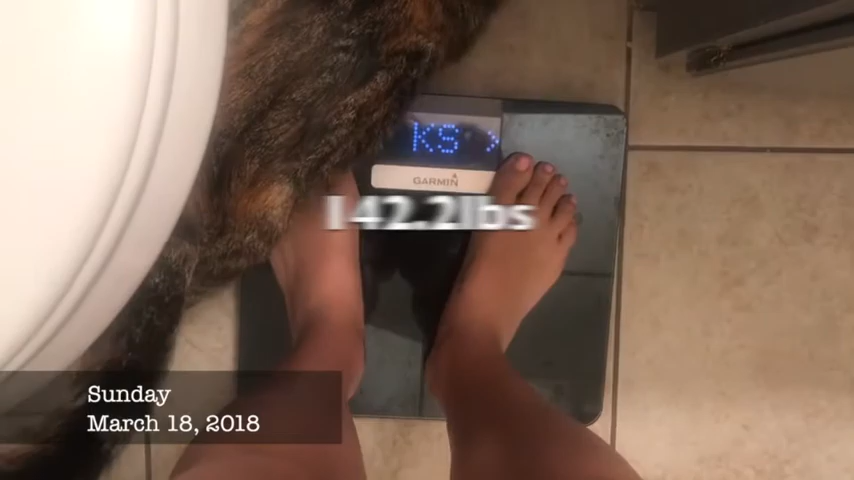 KS >
GARMIN
142.2lbs
Sunday
March 18, 2018